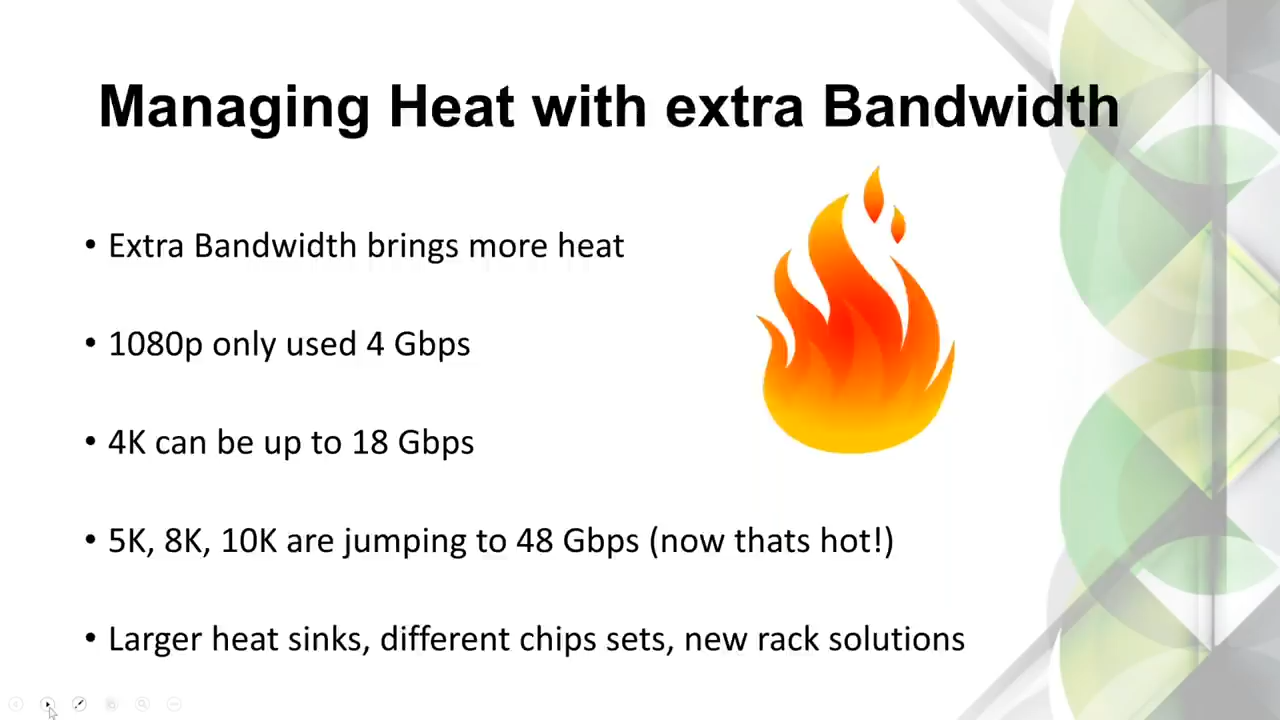 Managing Heat with extra Bandwidth
• Extra Bandwidth brings more heat
• 1080p only used 4 Gbps
• 4K can be up to 18 Gbps
• 5K, 8K, 10K are jumping to 48 Gbps (now thats hot!)
• Larger heat sinks, different chips sets, new rack solutions